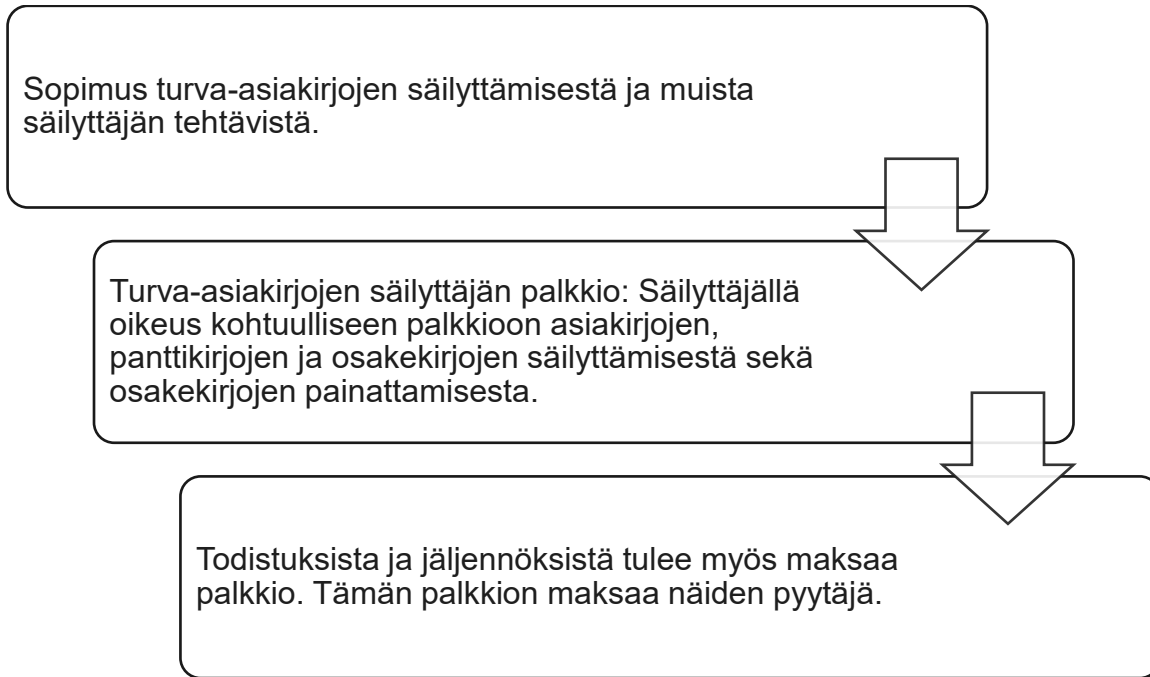 Sopimus turva-asiakirjojen säilyttämisestä ja muista
säilyttäjän tehtävistä.
Turva-asiakirjojen säilyttäjän palkkio: Säilyttäjällä
oikeus kohtuulliseen palkkioon asiakirjojen,
panttikirjojen ja osakekirjojen säilyttämisestä sekä
osakekirjojen painattamisesta.
Todistuksista ja jäljennöksistä tulee myös maksaa
palkkio. Tämän palkkion maksaa näiden pyytäjä.